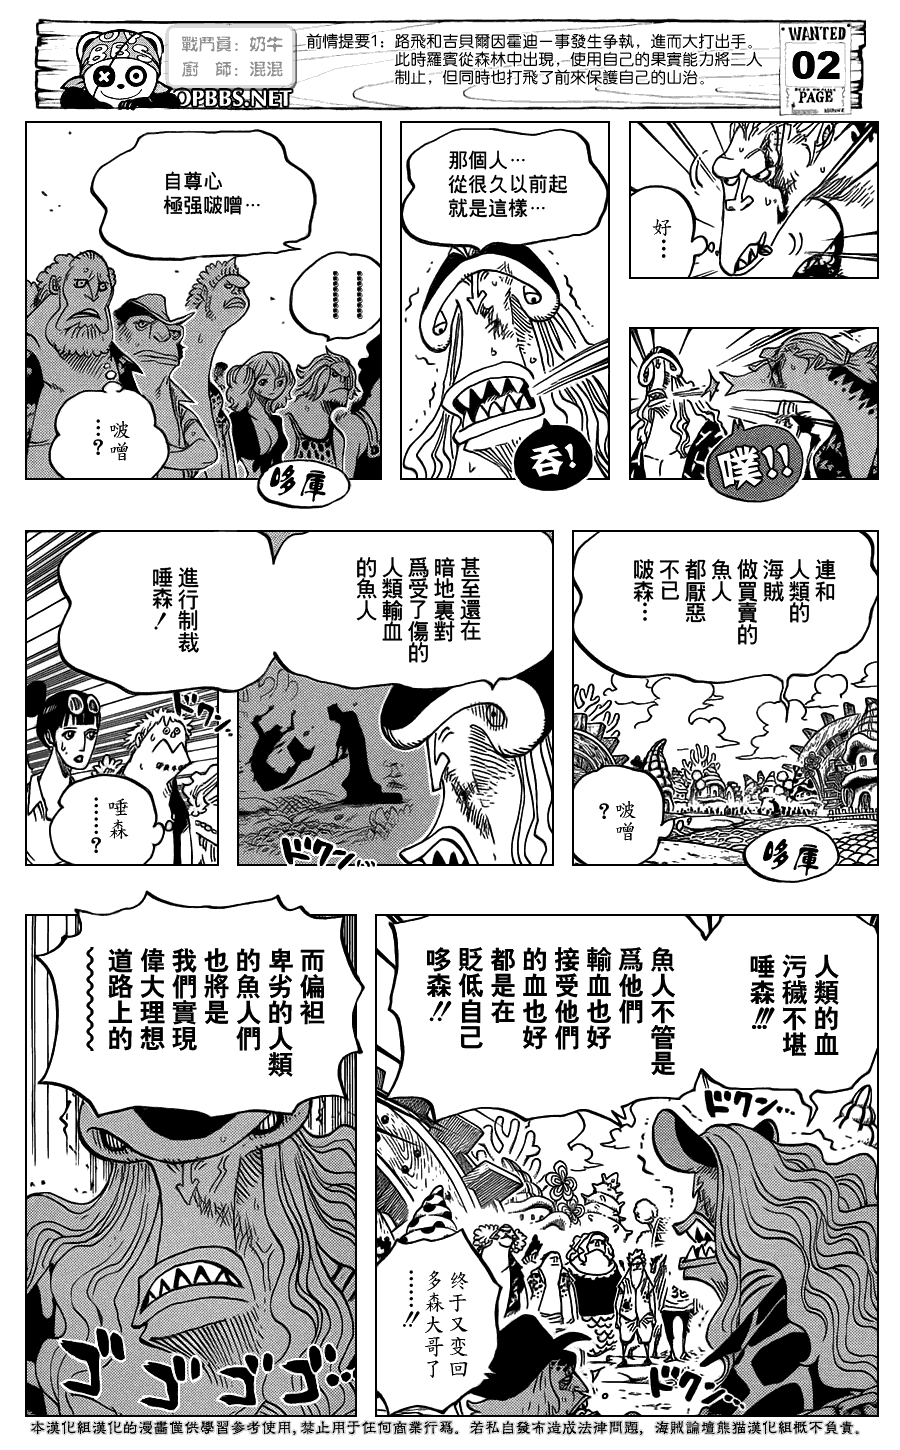 戰鬥員：奶牛
廚　師：混混
OPBBS.NET
前情提要1：路飛和吉貝爾因霍迪一事發生争執，進而大打出手。
此時羅賓從森林中出現，使用自己的果實能力將二人
制止，但同時也打飛了前來保護自己的山治。
WANTED
02
PAGE
好…
噗!!
那個人…
從很久以前起
就是這樣…
吞!
自尊心
極强啵噌…
………
………
啵噌
…?
哆庫
連和
人類的
海賊
做買賣的
魚人
都厭惡
不已
啵森…
啵噌
?
哆庫
甚至還在
暗地裏對
爲受了傷的
人類輸血
的魚人
ドクン…
進行制裁
唾森!
ドクン
唾森
……
?
人類的血
污穢不堪
唾森!!!
魚人不管是
爲他們
輸血也好
接受他們
的血也好
都是在
貶低自己
哆森!!
ドクン…
终于又变回
多森大哥了
…!!
而偏袒
卑劣的人類
的魚人們
也將是
我們實現
偉大理想
道路上的
～～～～～
ゴゴゴゴ
本漢化組漢化的漫畫僅供學習參考使用,禁止用于任何商業行爲。若私自發布造成法律問題，海賊論壇熊猫漢化組概不負責。